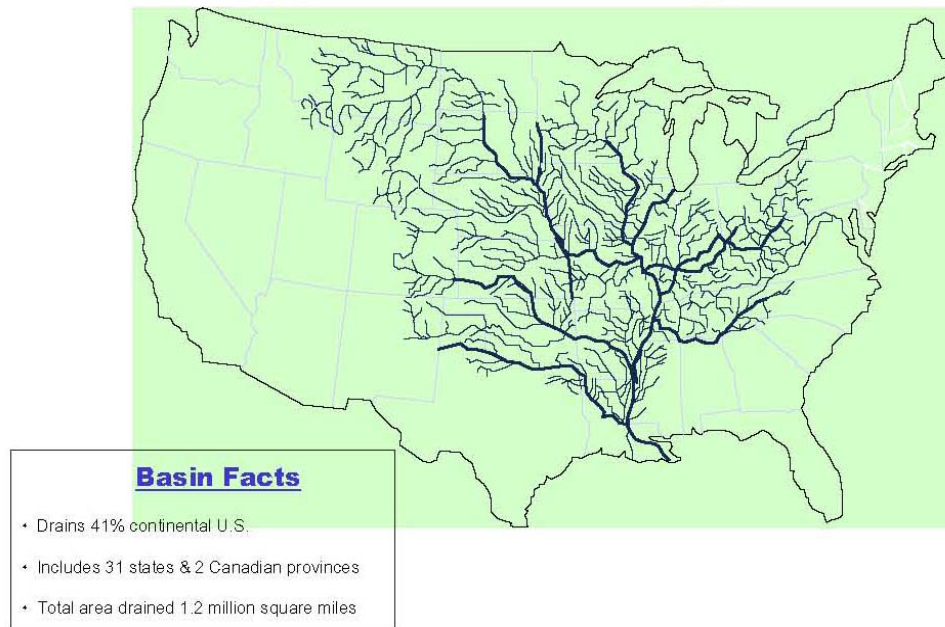 Basin Facts
• Drains 41% continental U.S.
• Includes 31 states & 2 Canadian provinces
• Total area drained 1.2 million square miles